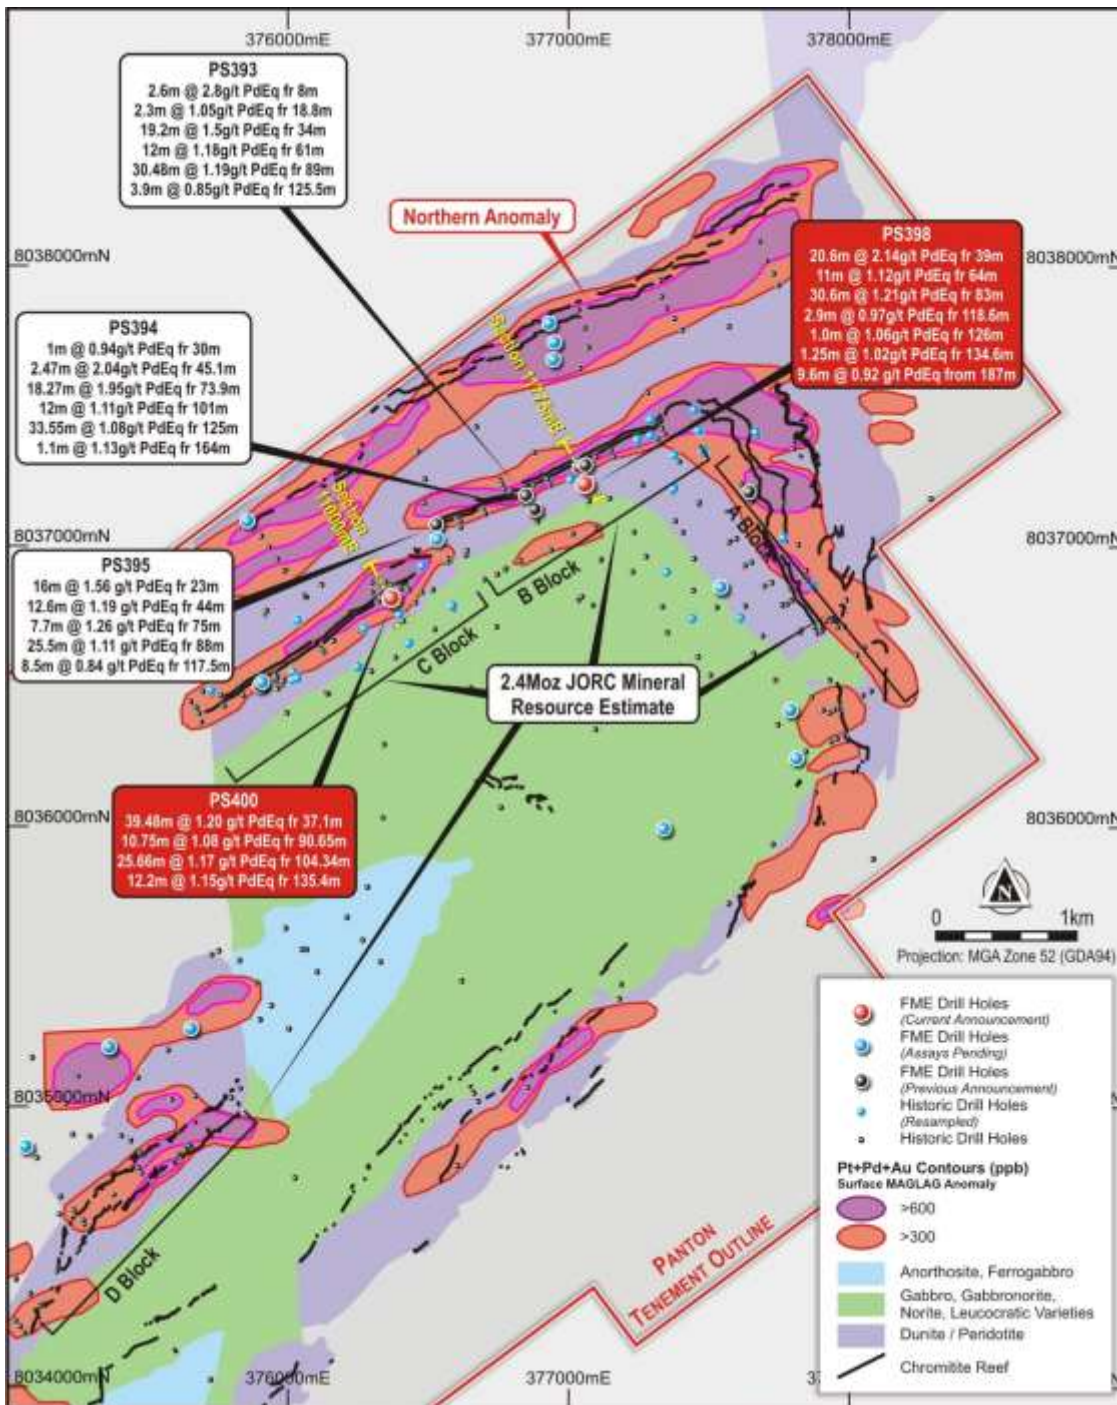 376000mE
377000mE
378000mE
PS393
2.6m @ 2.8g/t PdEq fr 8m
2.3m @ 1.05g/t PdEq fr 18.8m
19.2m @ 1.5g/t PdEq fr 34m
12m @ 1.18g/t PdEq fr 61m
30.48m @ 1.19g/t PdEq fr 89m
3.9m @ 0.85g/t PdEq fr 125.5m
Northern Anomaly
8038000mN
8038000mN
PS398
20.6m @ 2.14g/t PdEq fr 39m
11m @ 1.12g/t PdEq fr 64m
30.6m @ 1.21g/t PdEq fr 83m
2.9m @ 0.97g/t PdEq fr 118.6m
1.0m @ 1.06g/t PdEq fr 126m
1.25m @ 1.02g/t PdEq fr 134.6m
9.6m @ 0.92 g/t PdEq from 187m
PS394
1m @ 0.94g/t PdEq fr 30m
2.47m @ 2.04g/t PdEq fr 45.1m
18.27m @ 1.95g/t PdEq fr 73.9m
12m @ 1.11g/t PdEq fr 101m
33.55m @ 1.08g/t PdEq fr 125m
1.1m @ 1.13g/t PdEq fr 164m
Section 11775mE
Section
11000mE
8037000mN
8037000mN
A Block
B Block
C Block
PS395
16m @ 1.56 g/t PdEq fr 23m
12.6m @ 1.19 g/t PdEq fr 44m
7.7m @ 1.26 g/t PdEq fr 75m
25.5m @ 1.11 g/t PdEq fr 88m
8.5m @ 0.84 g/t PdEq fr 117.5m
2.4Moz JORC Mineral
Resource Estimate
PS400
39.48m @ 1.20 g/t PdEq fr 37.1m
10.75m @ 1.08 g/t PdEq fr 90.65m
25.66m @ 1.17 g/t PdEq fr 104.34m
12.2m @ 1.15g/t PdEq fr 135.4m
8036000mN
8036000mN
N
0 1km
Projection: MGA Zone 52 (GDA94)
FME Drill Holes
(Current Announcement)
FME Drill Holes
(Assays Pending)
FME Drill Holes
(Previous Announcement)
Historic Drill Holes
(Resampled)
Historic Drill Holes
Pt+Pd+Au Contours (ppb)
Surface MAGLAG Anomaly
>600
>300
Anorthosite, Ferrogabbro
Gabbro, Gabbronorite,
Norite, Leucocratic Varieties
Dunite / Peridotite
Chromitite Reef
8035000mN
D Block
PANTON
TENEMENT OUTLINE
8034000mN
376000mE
377000mE